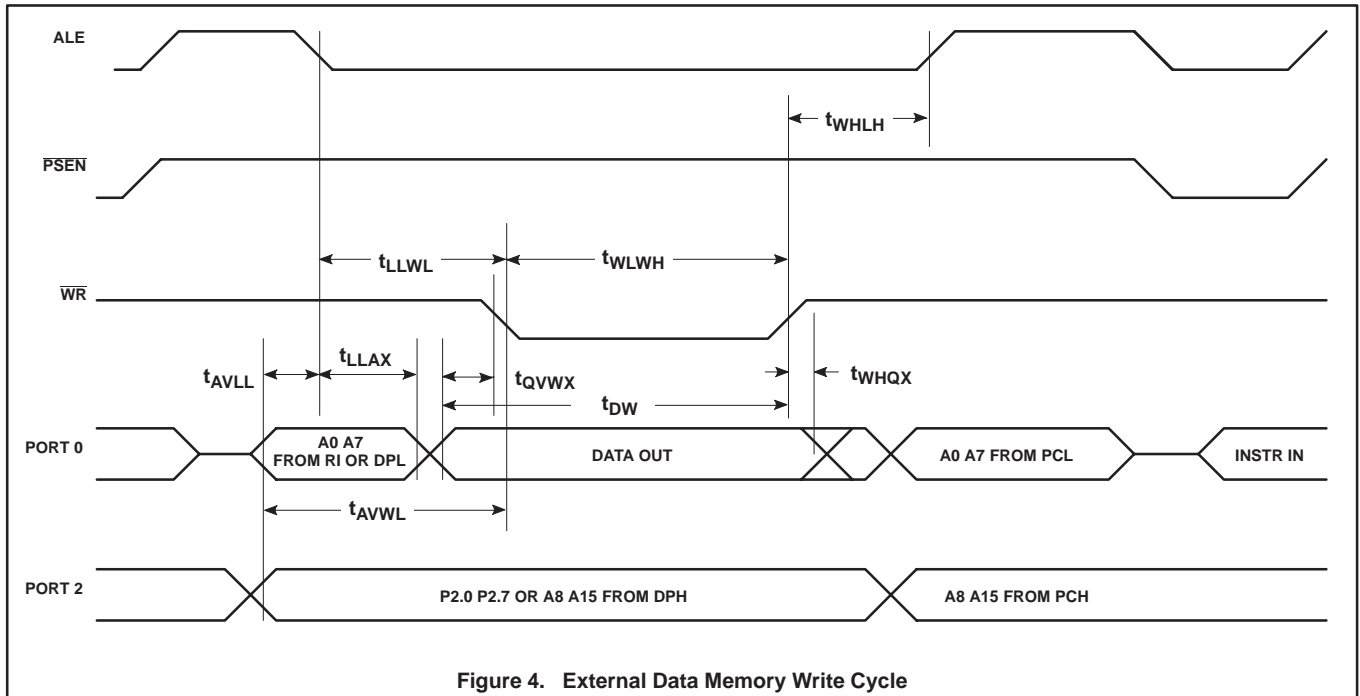 ALE
tWHLH
PSEN
tLLWL
tWLWH
WR
tLLAX
tAVLL
tQVWX
tWHQX
tDW
PORT 0
A0 A7
FROM RI OR DPL
DATA OUT
A0 A7 FROM PCL
INSTR IN
tAVWL
PORT 2
P2.0 P2.7 OR A8 A15 FROM DPH
A8 A15 FROM PCH
Figure 4. External Data Memory Write Cycle